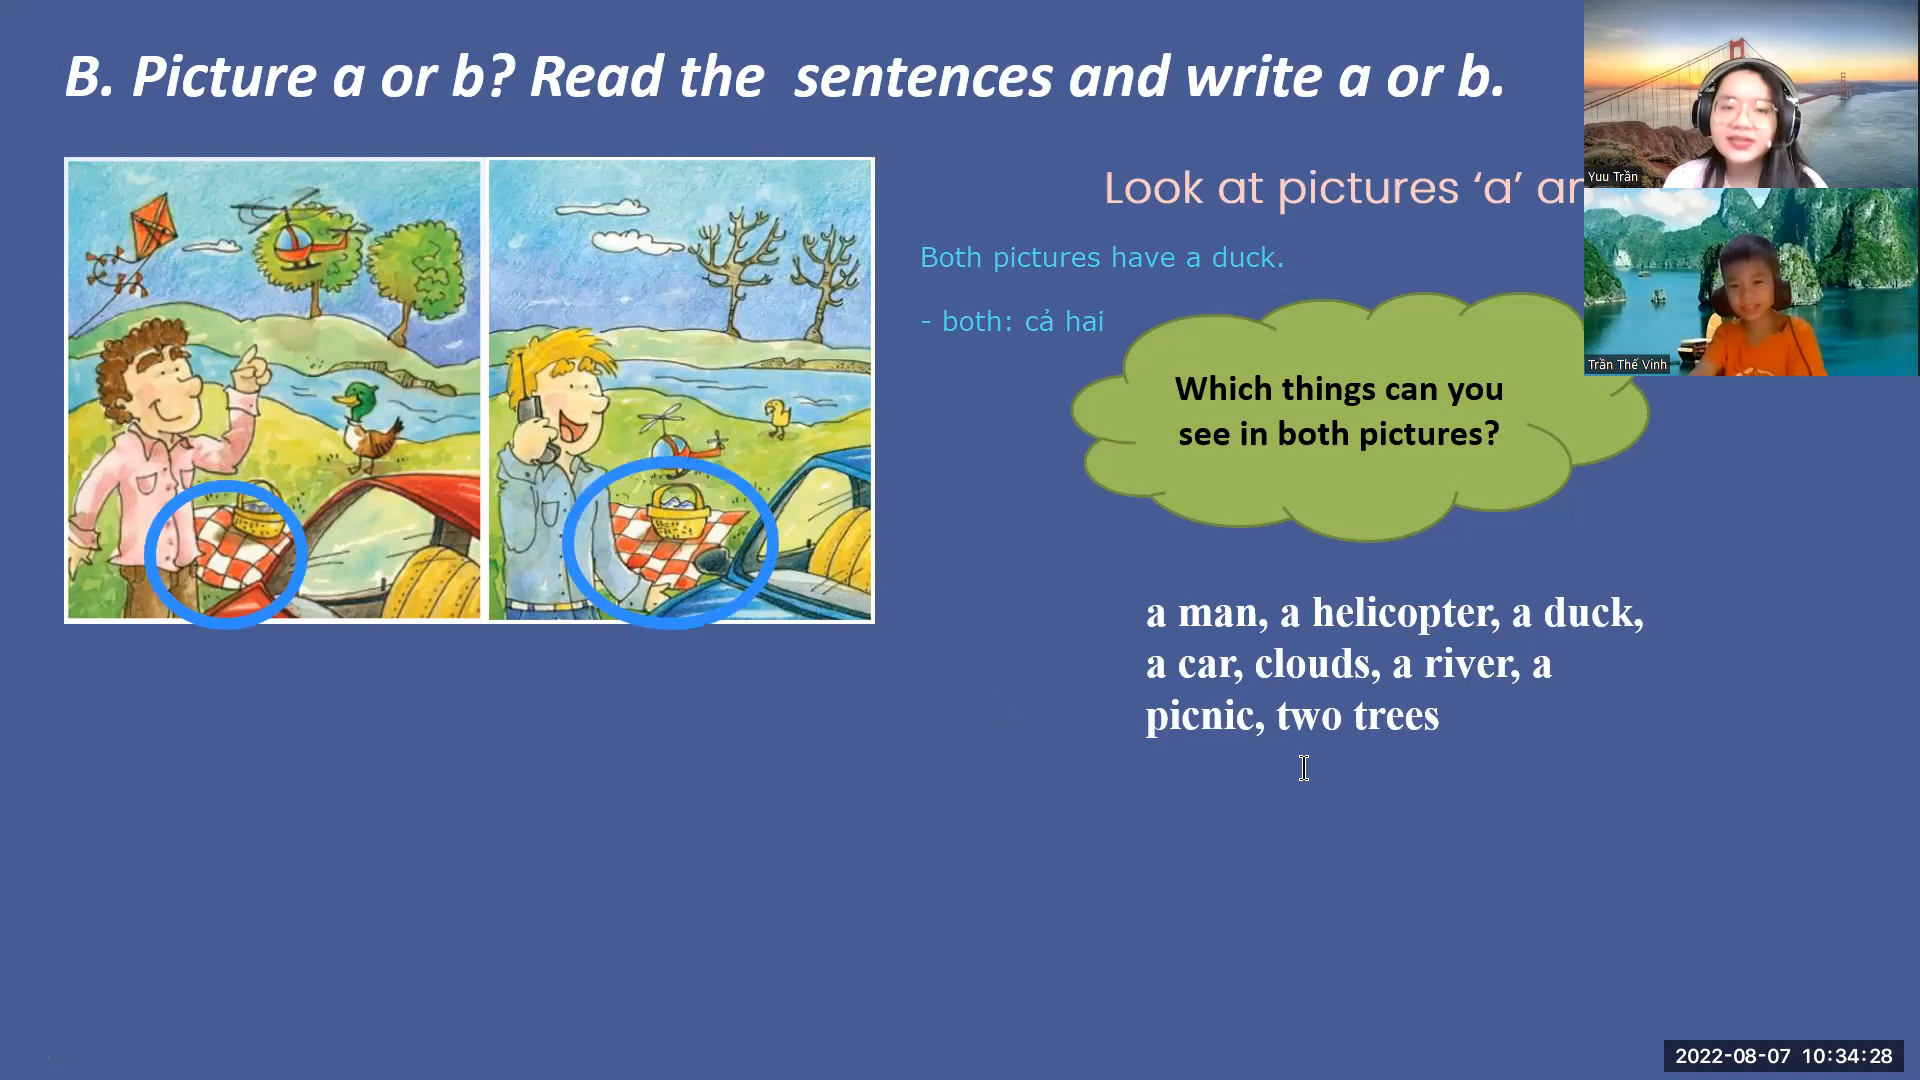 B. Picture a or b? Read the sentences and write a or b.
Look at pictures ‘a’ an
Both pictures have a duck.
- both: cả hai
Which things can you
see in both pictures?
a man, a helicopter, a duck,
a car, clouds, a river, a
picnic, two trees
Yuu Trần
Trần Thế Vinh
2022-08-07 10:34:28